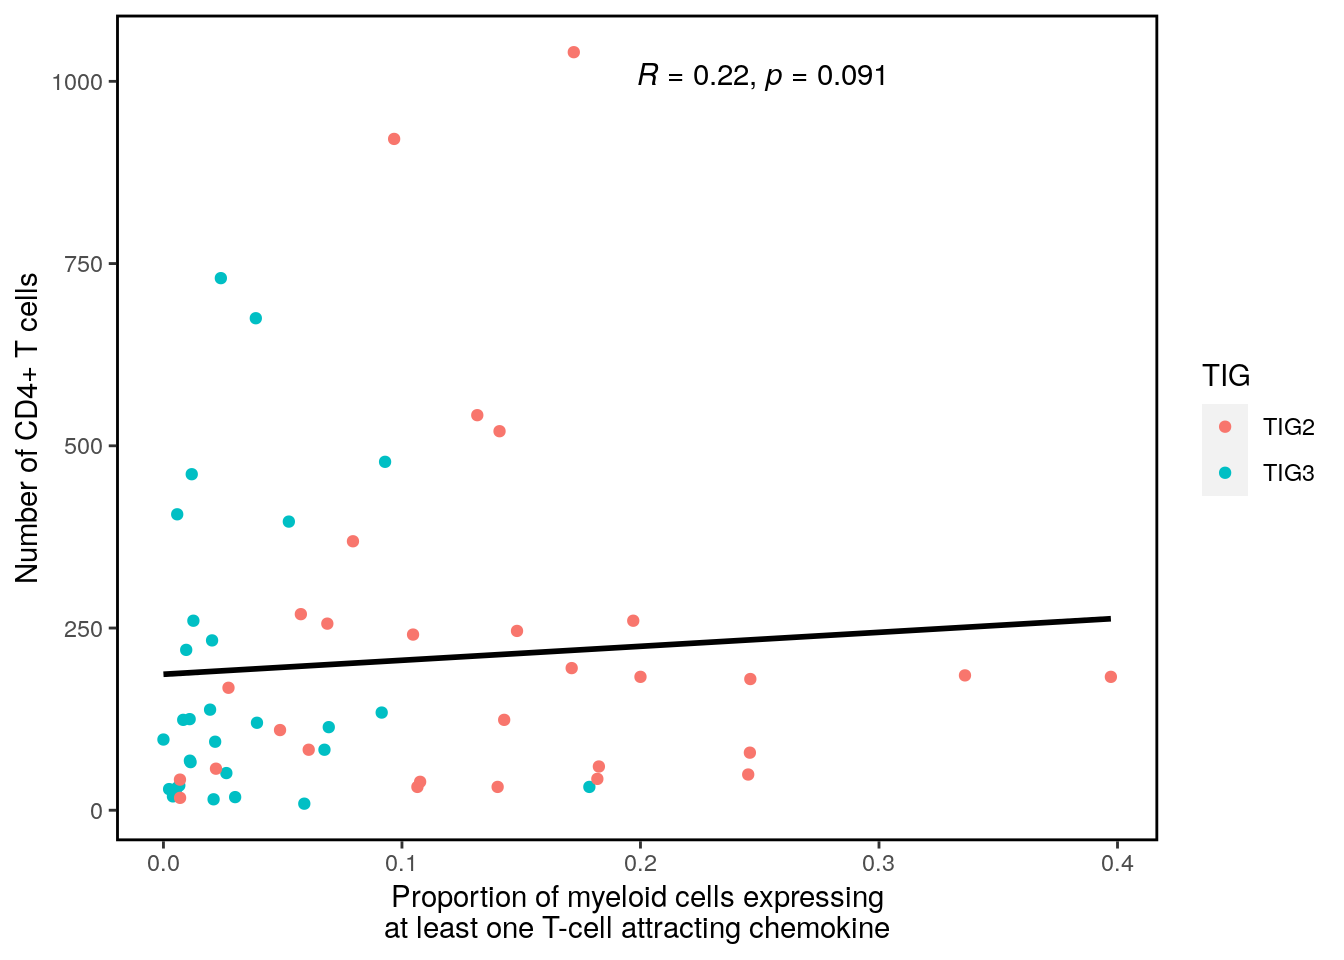 R = 0.22, p = 0.091
1000
750
500
250
0
Number of CD4+ T cells
0.0 0.1 0.2 0.3 0.4
Proportion of myeloid cells expressing
at least one T-cell attracting chemokine
TIG
TIG2
TIG3